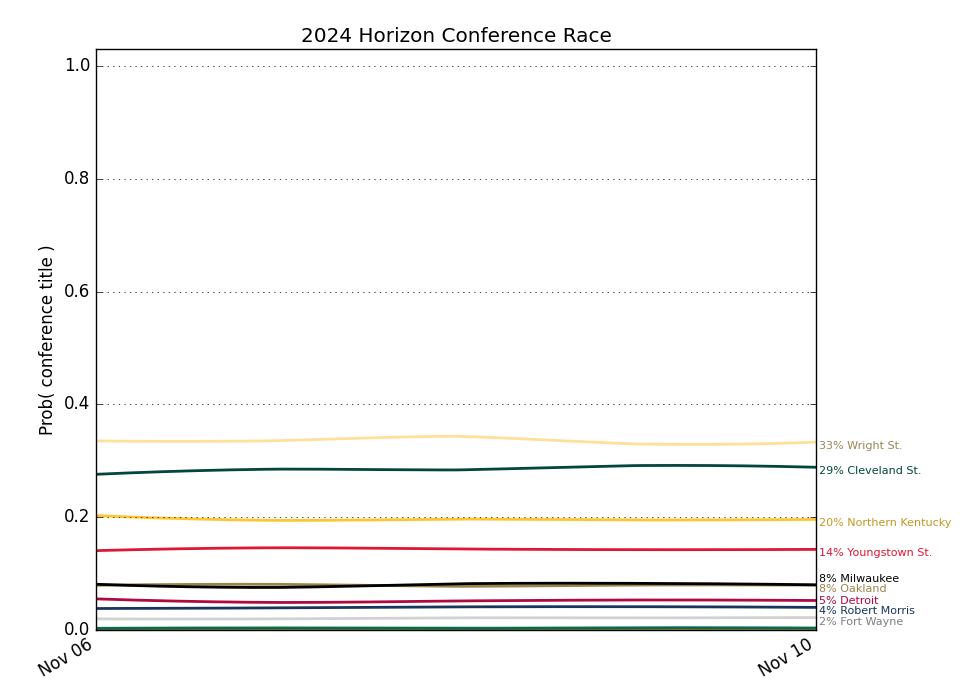 2024 Horizon Conference Race
Prob( conference title )
1.0
0.8
0.6
0.4
0.2
0.0
Nov 06
Nov 10
33% Wright St.
29% Cleveland St.
20% Northern Kentucky
14% Youngstown St.
8% Milwaukee
8% Oakland
5% Detroit
4% Robert Morris
2% Fort Wayne